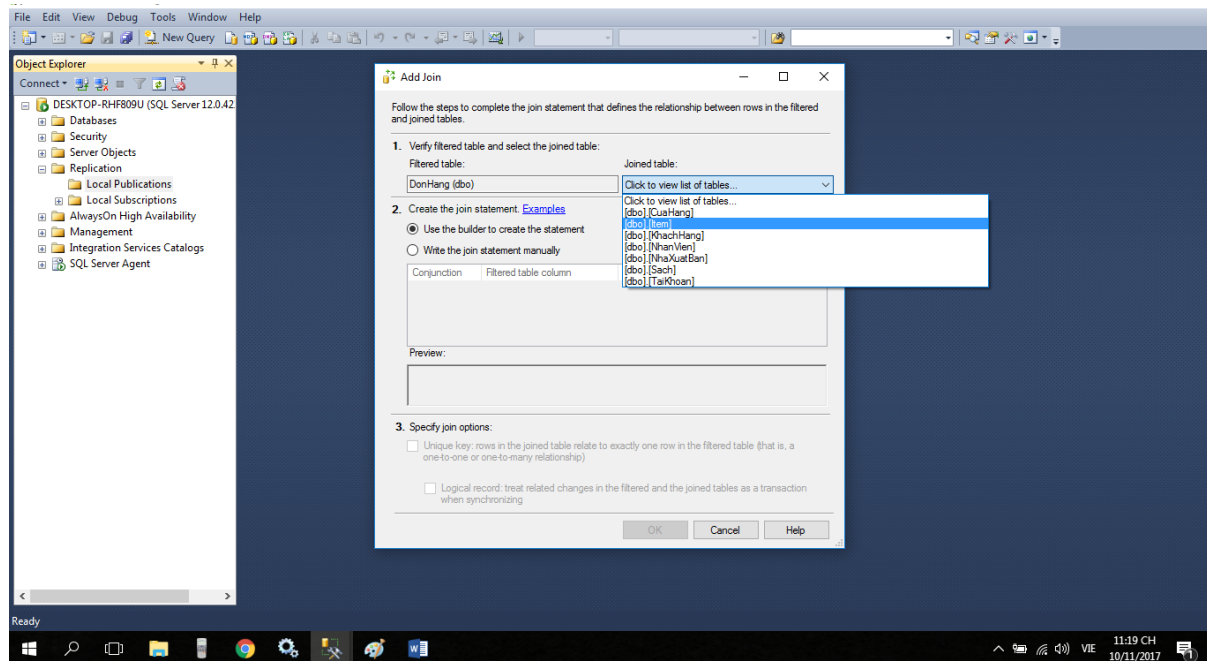 File Edit View Debug Tools Window Help
New Query
Object Explorer
Connect
DESKTOP-RHF809U (SQL Server 12.0.42
Databases
Security
Server Objects
Replication
Local Publications
Local Subscriptions
AlwaysOn High Availability
Management
Integration Services Catalogs
SQL Server Agent
Add Join
Follow the steps to complete the join statement that defines the relationship between rows in the filtered
and joined tables.
1. Verify filtered table and select the joined table:
Filtered table: Joined table:
DonHang (dbo) Click to view list of tables...
Click to view list of tables...
[dbo].[CuaHang]
[dbo].[Item]
[dbo].[KhachHang]
[dbo].[NhanVien]
[dbo].[NhaXuatBan]
[dbo].[Sach]
[dbo].[TaiKhoan]
2. Create the join statement. Examples
Use the builder to create the statement
Write the join statement manually
Conjunction Filtered table column
Preview:
3. Specify join options:
Unique key: rows in the joined table relate to exactly one row in the filtered table (that is, a
one-to-one or one-to-many relationship)
Logical record: treat related changes in the filtered and the joined tables as a transaction
when synchronizing
OK Cancel Help
Ready
VIE
11:19 CH
10/11/2017